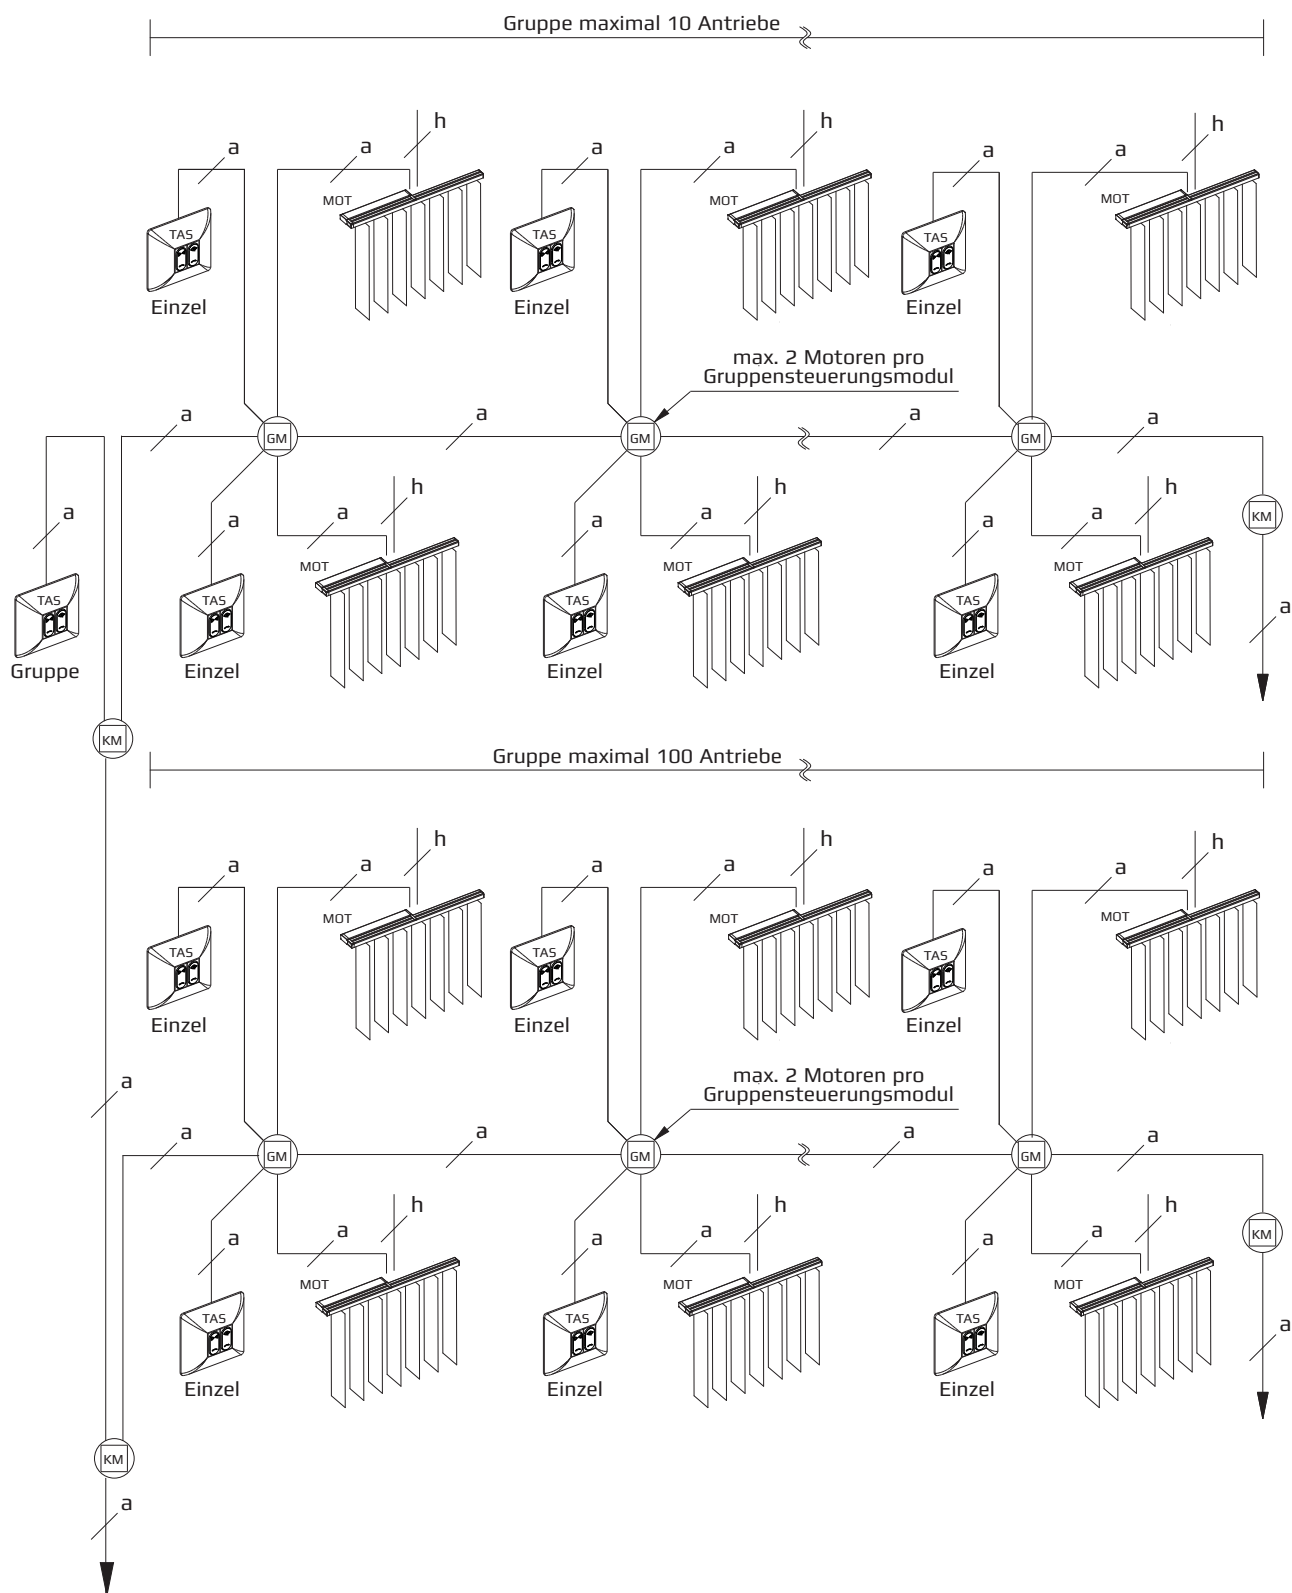 Gruppe maximal 10 Antriebe
h
h
h
a
a
a
a
a
a
MOT
MOT
MOT
TAS
TAS
TAS
Einzel
Einzel
Einzel
max. 2 Motoren pro
Gruppensteuerungsmodul
a
a
a
a
GM
GM
GM
h
h
h
KM
a
a
a
a
a
a
a
MOT
MOT
MOT
TAS
TAS
TAS
TAS
a
Gruppe
Einzel
Einzel
Einzel
KM
Gruppe maximal 100 Antriebe
h
h
h
a
a
a
a
a
a
MOT
MOT
MOT
TAS
TAS
TAS
Einzel
Einzel
Einzel
max. 2 Motoren pro
Gruppensteuerungsmodul
a
a
a
a
a
GM
GM
GM
h
h
h
KM
a
a
a
a
a
a
MOT
MOT
MOT
TAS
TAS
TAS
a
Einzel
Einzel
Einzel
KM
a